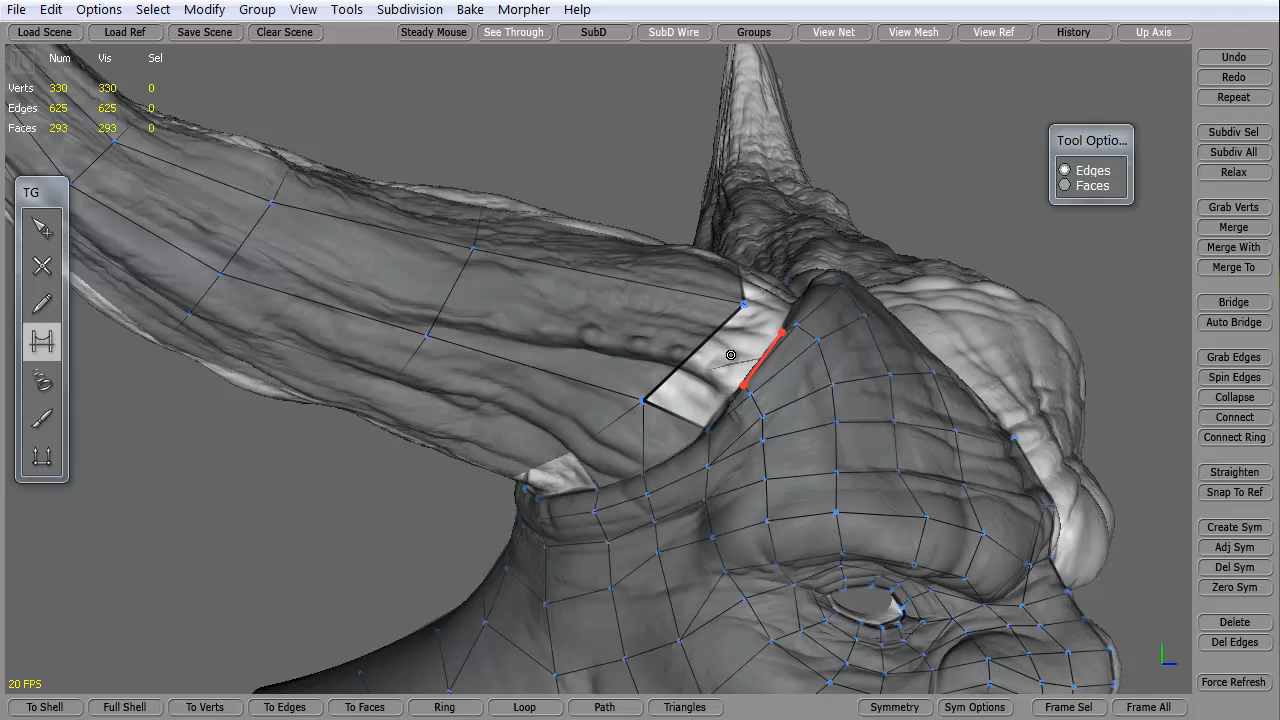 File Edit Options Select Modify Group View Tools Subdivision Bake Morpher Help
Load Scene Load Ref Save Scene Clear Scene Steady Mouse See Through SubD SubD Wire Groups View Net View Mesh View Ref History Up Axis
Num Vis Sel
Verts 330 330 0
Edges 625 625 0
Faces 293 293 0
TG
Tool Optio...
Edges
Faces
Undo
Redo
Repeat
Subdiv Sel
Subdiv All
Relax
Grab Verts
Merge
Merge With
Merge To
Bridge
Auto Bridge
Grab Edges
Spin Edges
Collapse
Connect
Connect Ring
Straighten
Snap To Ref
Create Sym
Adj Sym
Del Sym
Zero Sym
Delete
Del Edges
Force Refresh
20 FPS
To Shell Full Shell To Verts To Edges To Faces Ring Loop Path Triangles Symmetry Sym Options Frame Sel Frame All